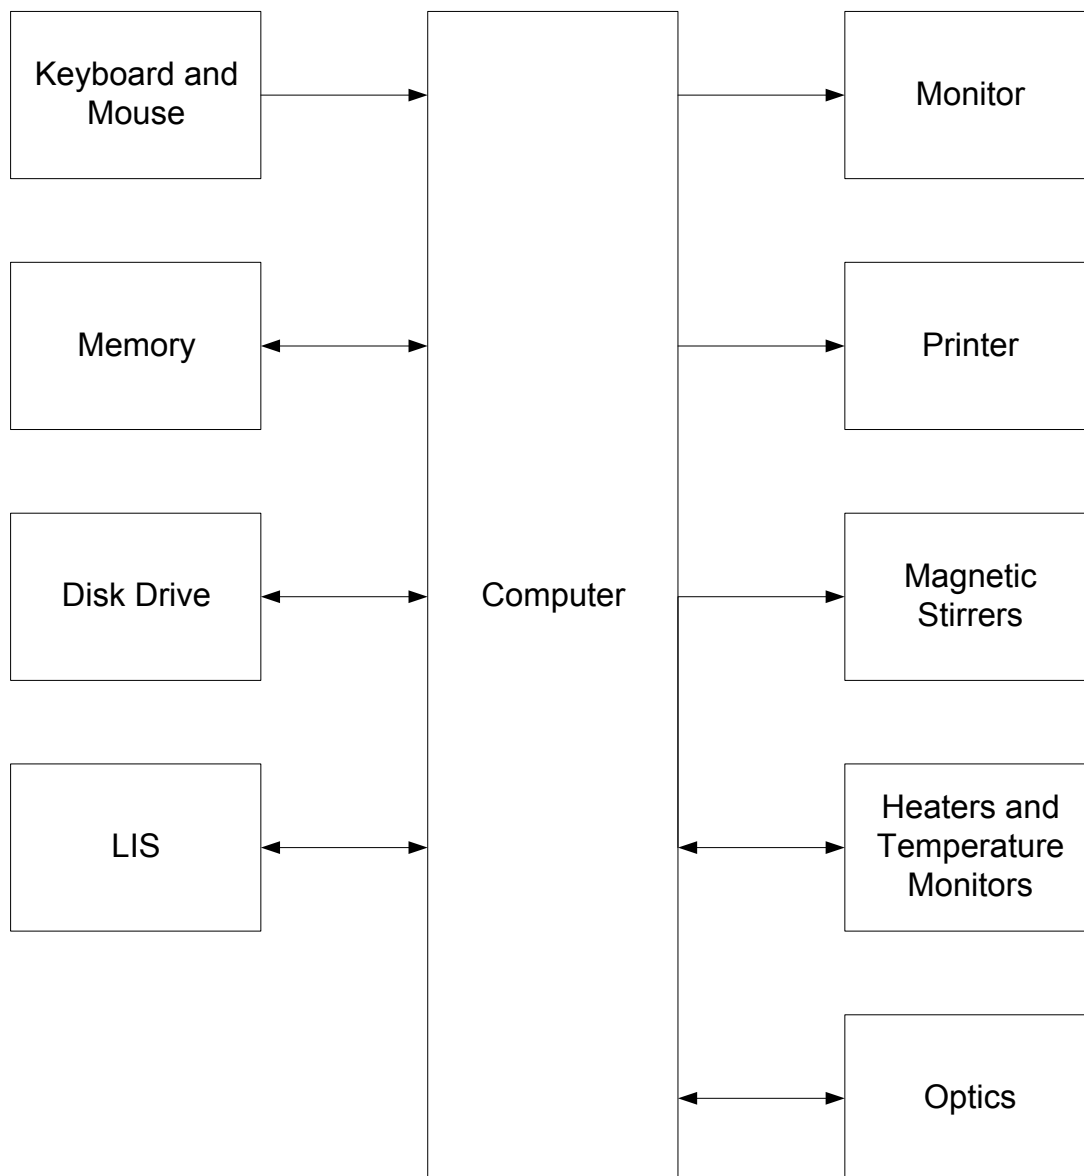 Keyboard and
Mouse
Monitor
Memory
Printer
Disk Drive
Computer
Magnetic
Stirrers
LIS
Heaters and
Temperature
Monitors
Optics